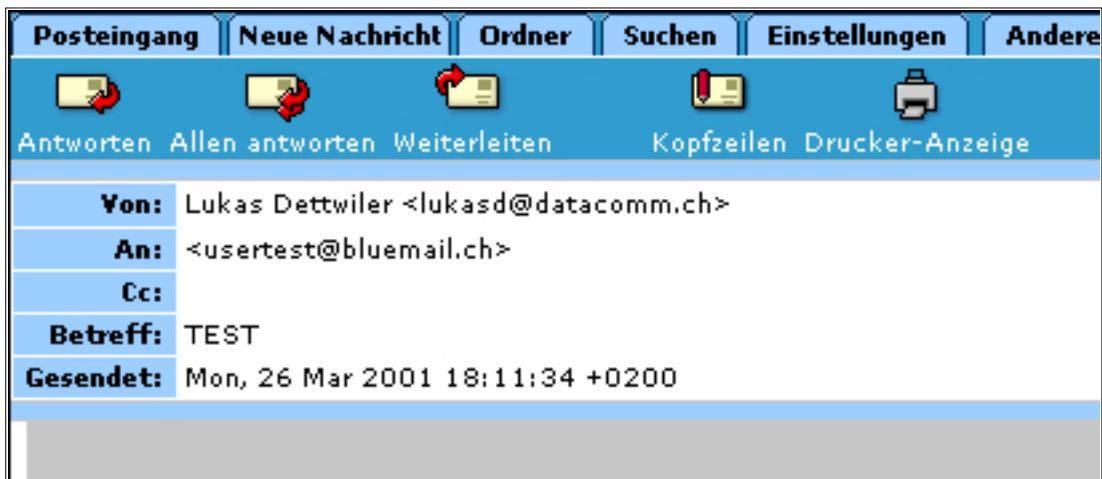 Posteingang Neue Nachricht Ordner Suchen Einstellungen Andere
Antworten Allen antworten Weiterleiten Kopfzeilen Drucker-Anzeige
Von: Lukas Dettwiler <lukasd@datacomm.ch>
An: <usertest@bluemail.ch>
Cc:
Betreff: TEST
Gesendet: Mon, 26 Mar 2001 18:11:34 +0200